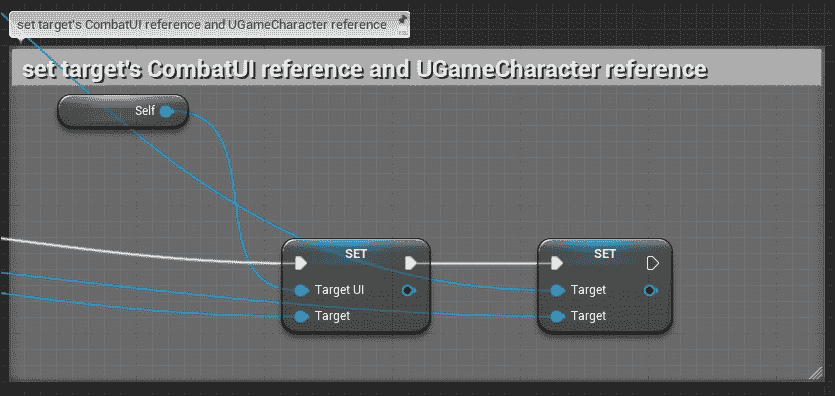 set target's CombatUI reference and UGameCharacter reference
set target's CombatUI reference and UGameCharacter reference
Self
SET
SET
Target UI
Target
Target
Target